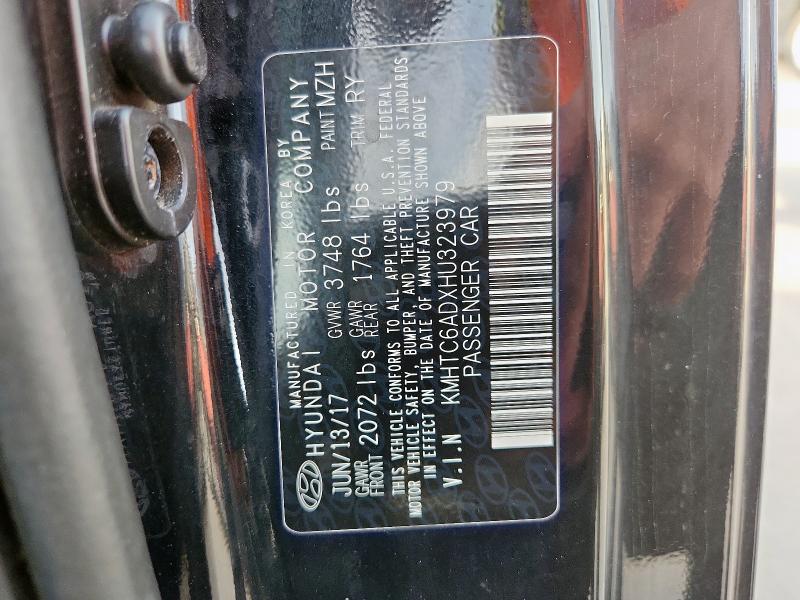 MANUFACTURED IN KOREA BY
HYUNDAI MOTOR COMPANY
JUN/13/17 GVWR 3748 lbs PAINT MZH
GAWR FRONT 2072 lbs GAWR REAR 1764 lbs TRIM RY
THIS VEHICLE CONFORMS TO ALL APPLICABLE U.S.A. FEDERAL
MOTOR VEHICLE SAFETY, BUMPER, AND THEFT PREVENTION STANDARDS
IN EFFECT ON THE DATE OF MANUFACTURE SHOWN ABOVE
V.I.N KMHTC6ADXHU323979
PASSENGER CAR